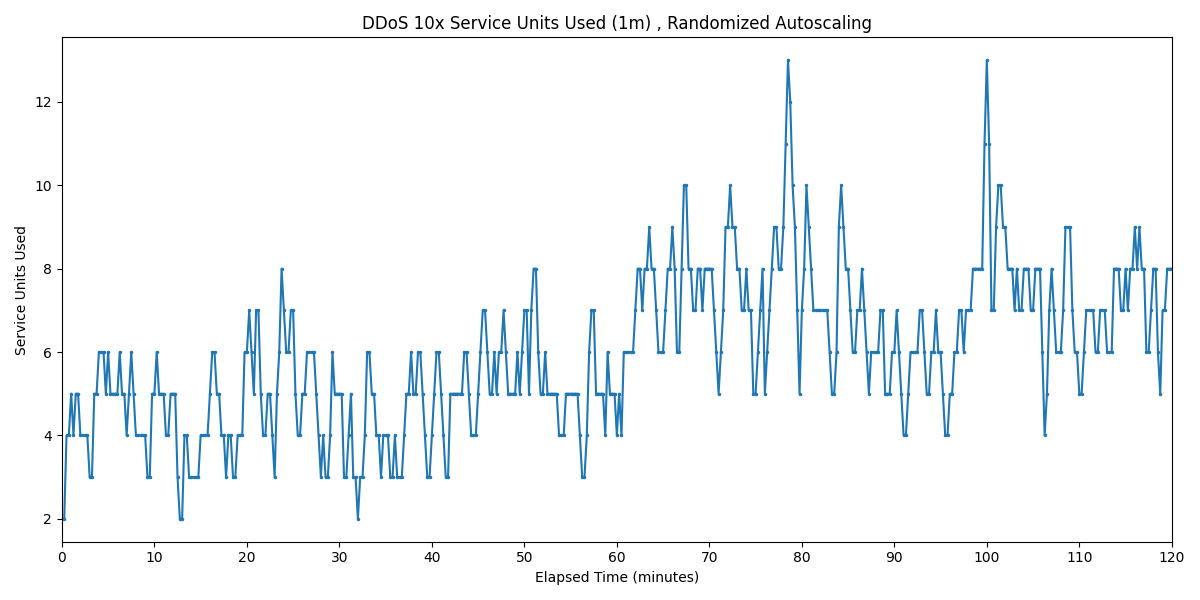 DDoS 10x Service Units Used (1m) , Randomized Autoscaling
Service Units Used
12
10
8
6
4
2
0 10 20 30 40 50 60 70 80 90 100 110 120
Elapsed Time (minutes)